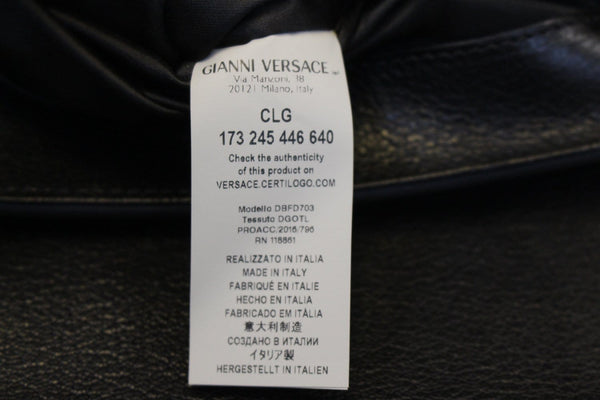 GIANNI VERSACE
Via Manzoni, 38
20121 Milano, Italy
CLG
173 245 446 640
Check the authenticity
of this product on
VERSACE.CERTILOGO.COM
Modello DBFD703
Tessuto DGOTL
PROACC/2016/796
RN 118861
REALIZZATO IN ITALIA
MADE IN ITALY
FABRIQUÉ EN ITALIE
HECHO EN ITALIA
FABRICADO EM ITÁLIA
意大利制造
СОЗДАНО В ИТАЛИИ
イタリア製
HERGESTELLT IN ITALIEN